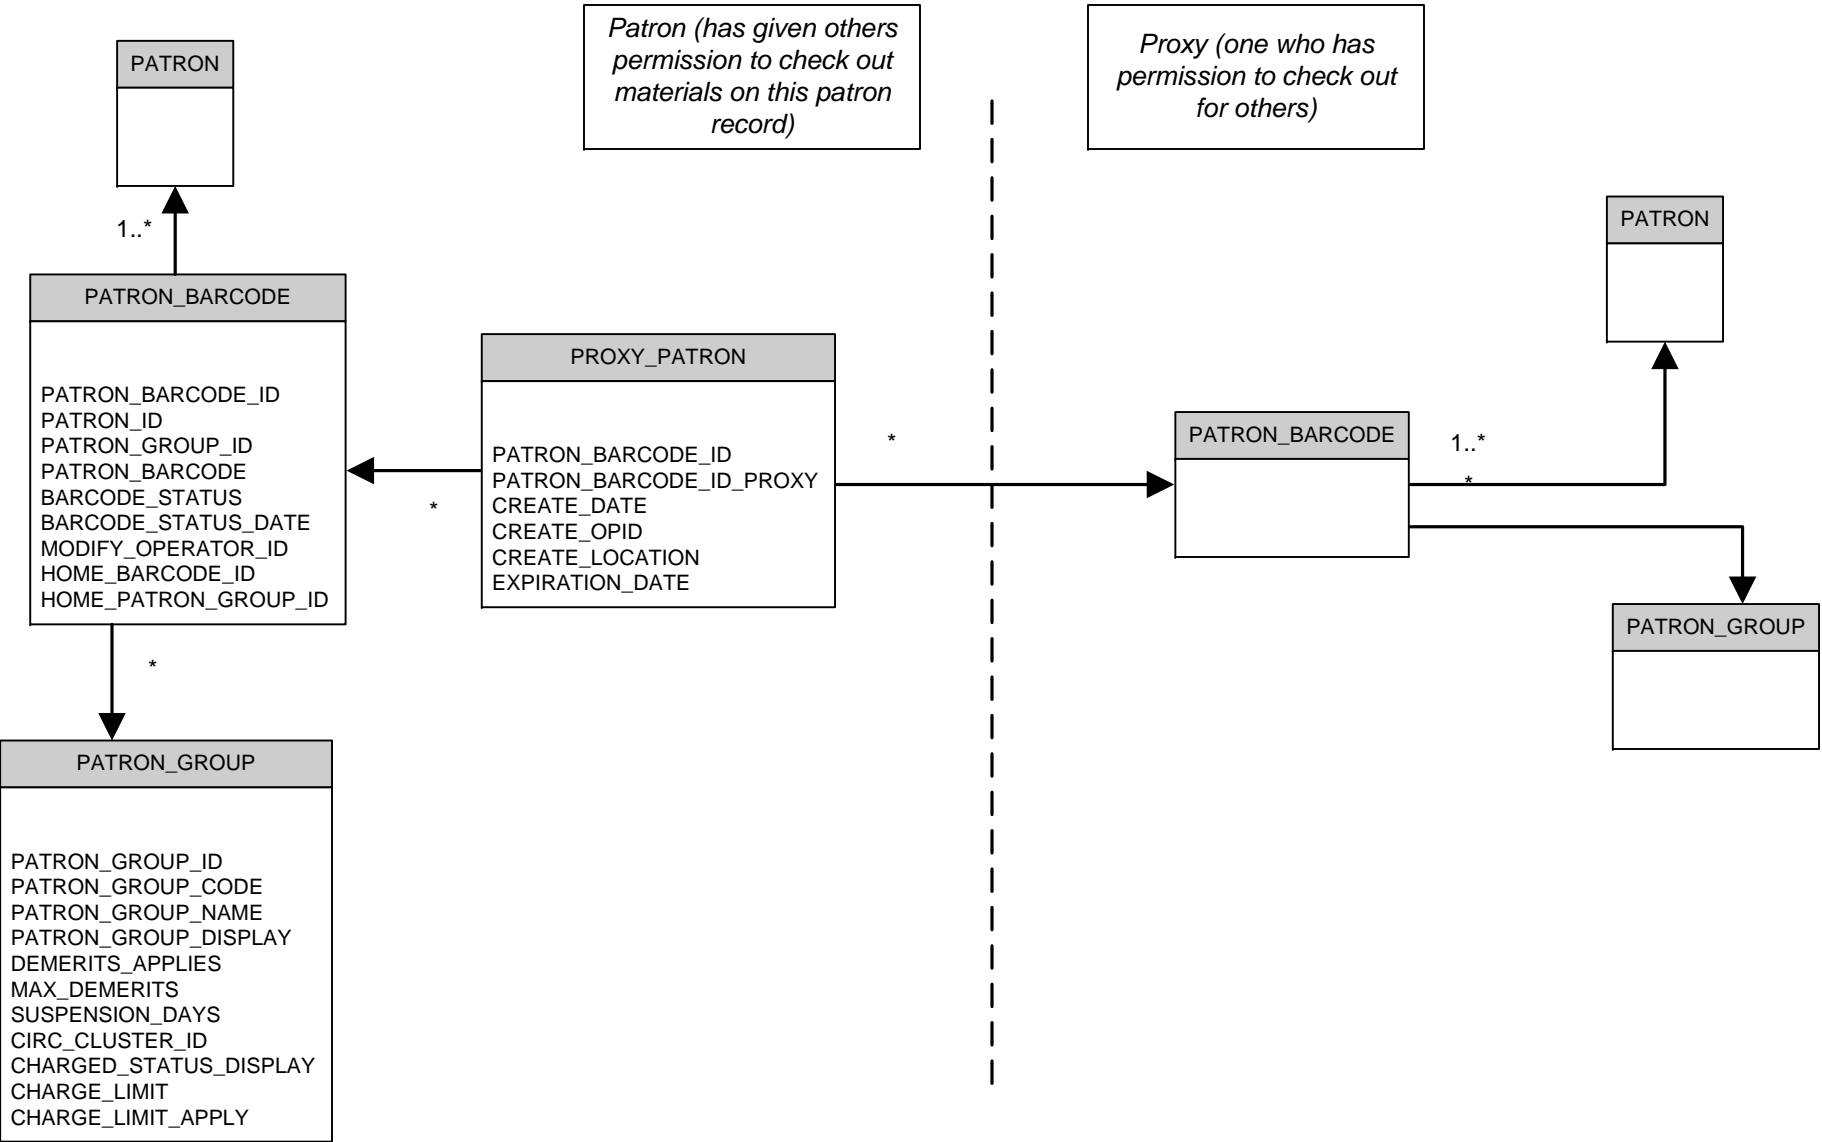 Patron (has given others
permission to check out
materials on this patron
record)
Proxy (one who has
permission to check out
for others)
PATRON
1..*
PATRON_BARCODE
PATRON_BARCODE_ID
PATRON_ID
PATRON_GROUP_ID
PATRON_BARCODE
BARCODE_STATUS
BARCODE_STATUS_DATE
MODIFY_OPERATOR_ID
HOME_BARCODE_ID
HOME_PATRON_GROUP_ID
*
PATRON_GROUP
PATRON_GROUP_ID
PATRON_GROUP_CODE
PATRON_GROUP_NAME
PATRON_GROUP_DISPLAY
DEMERITS_APPLIES
MAX_DEMERITS
SUSPENSION_DAYS
CIRC_CLUSTER_ID
CHARGED_STATUS_DISPLAY
CHARGE_LIMIT
CHARGE_LIMIT_APPLY
*
PROXY_PATRON
PATRON_BARCODE_ID
PATRON_BARCODE_ID_PROXY
CREATE_DATE
CREATE_OPID
CREATE_LOCATION
EXPIRATION_DATE
*
PATRON_BARCODE
1..*
*
PATRON
PATRON_GROUP